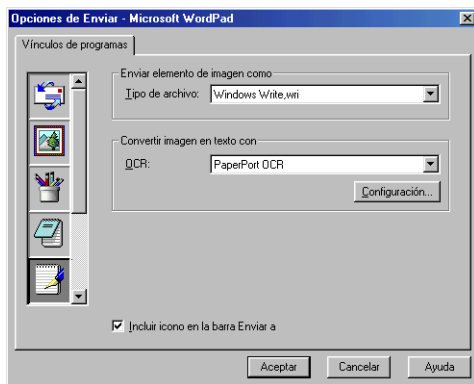 Opciones de Enviar - Microsoft WordPad
Vínculos de programas
Enviar elemento de imagen como
Tipo de archivo: Windows Write,wri
Convertir imagen en texto con
OCR: PaperPort OCR
Configuración...
Incluir icono en la barra Enviar a
Aceptar Cancelar Ayuda